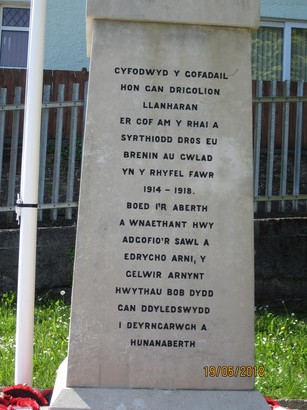 CYFODWYD Y GOFADAIL
HON GAN DRIGOLION
LLANHARAN
ER COF AM Y RHAI A
SYRTHIODD DROS EU
BRENIN AU GWLAD
YN Y RHYFEL FAWR
1914 - 1918.
BOED I'R ABERTH
A WNAETHANT HWY
ADGOFIO'R SAWL A
EDRYCHO ARNI, Y
GELWIR ARNYNT
HWYTHAU BOB DYDD
GAN DDYLEDSWYDD
I DEYRNGARWCH A
HUNANABERTH
19/05/2018